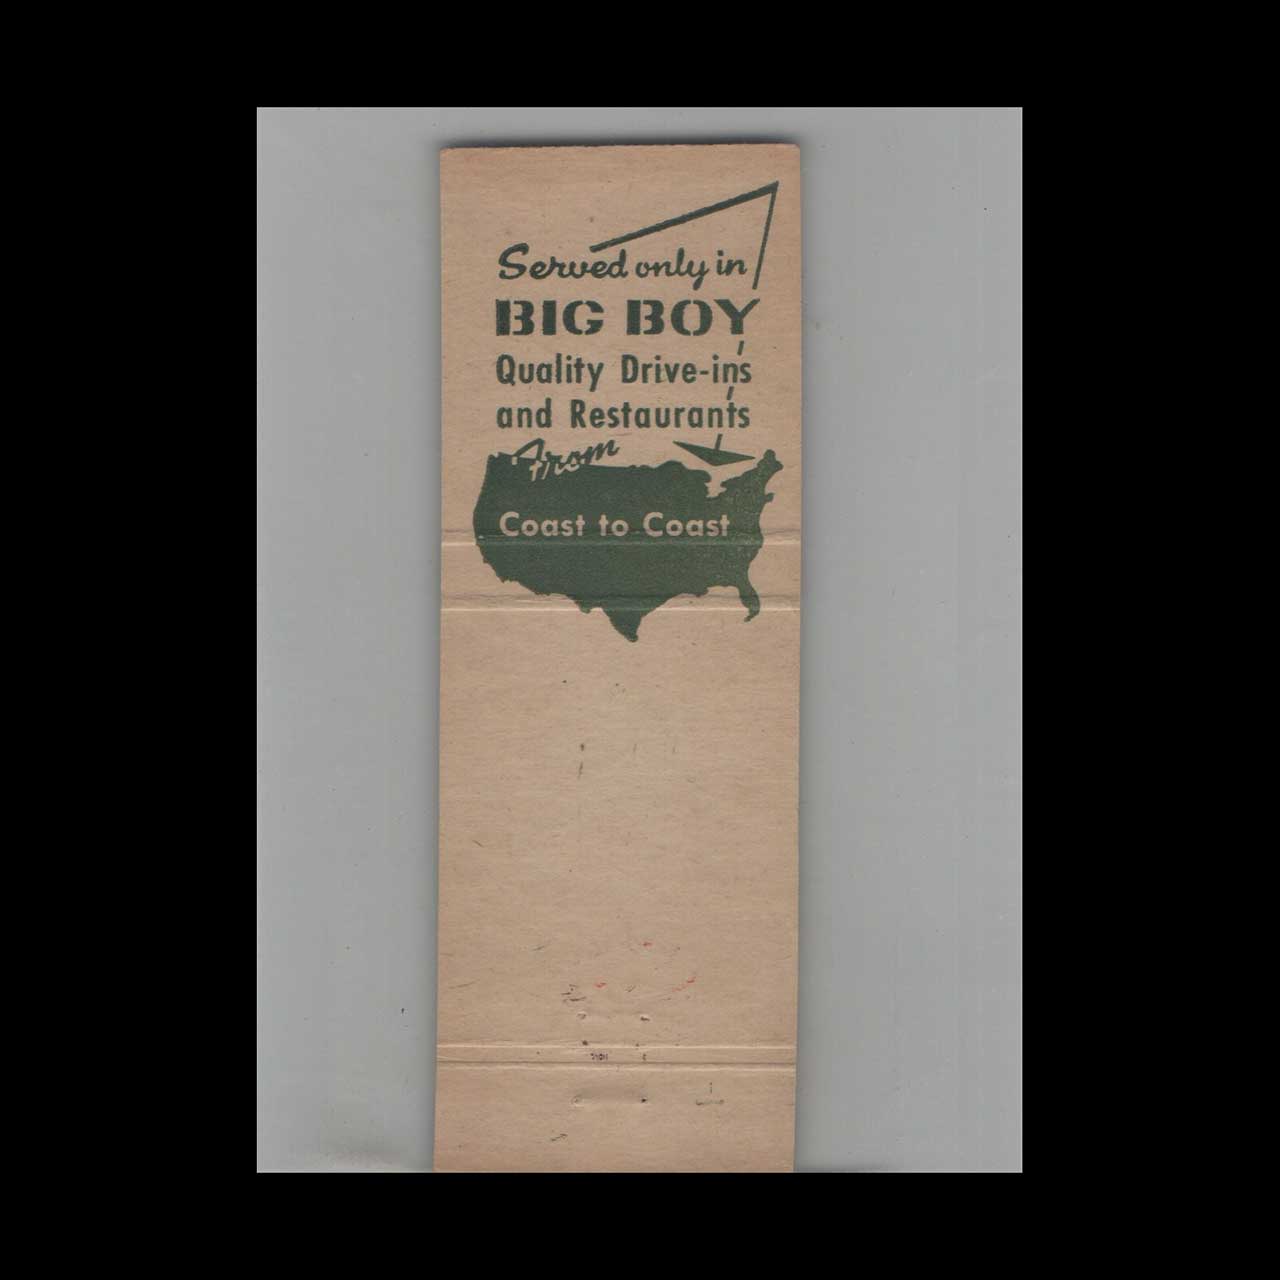 Served only in
BIG BOY
Quality Drive-ins
and Restaurants
From
Coast to Coast